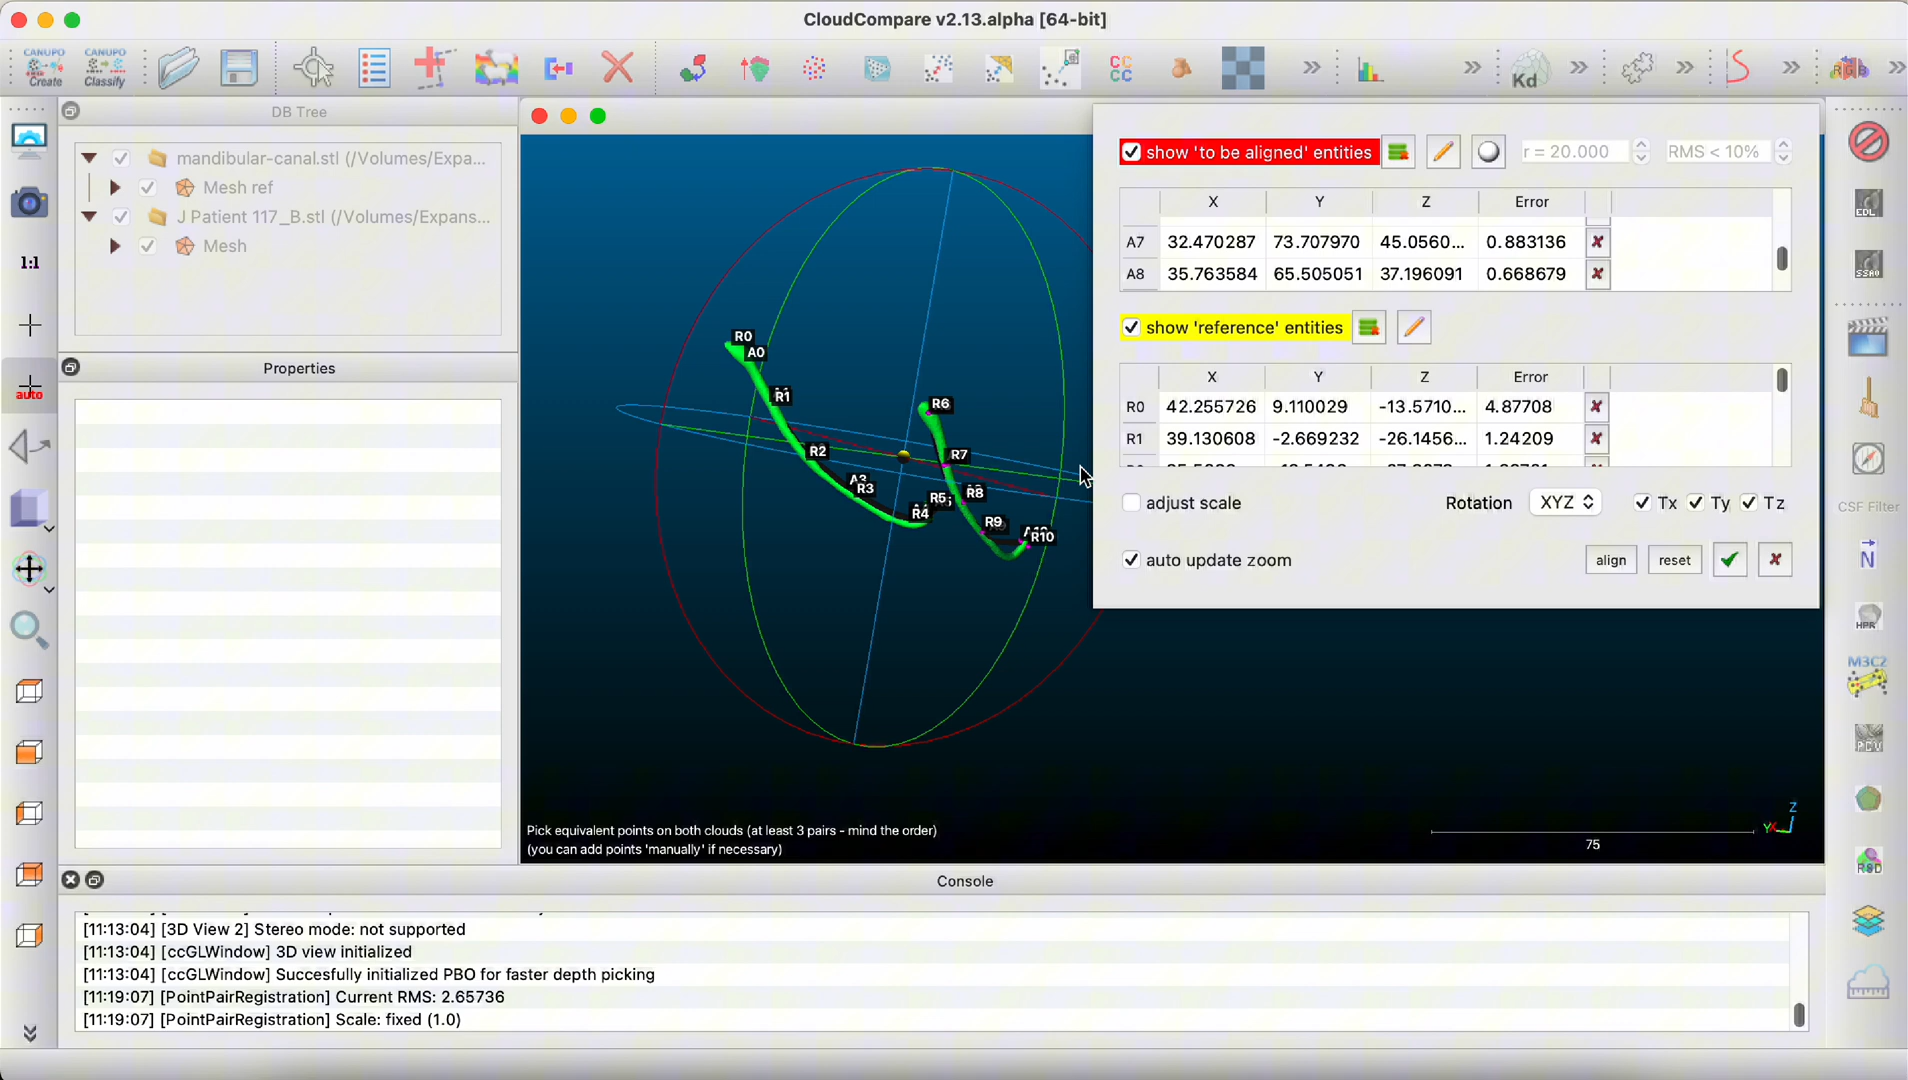 CloudCompare v2.13.alpha [64-bit]
CANUPO Create
CANUPO Classify
CC
CC
Kd
RGB
DB Tree
mandibular-canal.stl (/Volumes/Expa...
Mesh ref
J Patient 117_B.stl (/Volumes/Expans...
Mesh
1:1
auto
Properties
R0
A0
R1
R2
A3
R3
R4
R5
R6
R7
R8
R9
R10
show 'to be aligned' entities
r = 20.000
RMS < 10%
X Y Z Error
A7 32.470287 73.707970 45.0560... 0.883136
A8 35.763584 65.505051 37.196091 0.668679
show 'reference' entities
X Y Z Error
R0 42.255726 9.110029 -13.5710... 4.87708
R1 39.130608 -2.669232 -26.1456... 1.24209
adjust scale
Rotation XYZ Tx Ty Tz
auto update zoom
align reset
EDL
SSAO
CSF Filter
N
HPR
M3C2
PCV
Pick equivalent points on both clouds (at least 3 pairs - mind the order)
(you can add points 'manually' if necessary)
75
Z
Y X
Console
[11:13:04] [3D View 2] Stereo mode: not supported
[11:13:04] [ccGLWindow] 3D view initialized
[11:13:04] [ccGLWindow] Succesfully initialized PBO for faster depth picking
[11:19:07] [PointPairRegistration] Current RMS: 2.65736
[11:19:07] [PointPairRegistration] Scale: fixed (1.0)